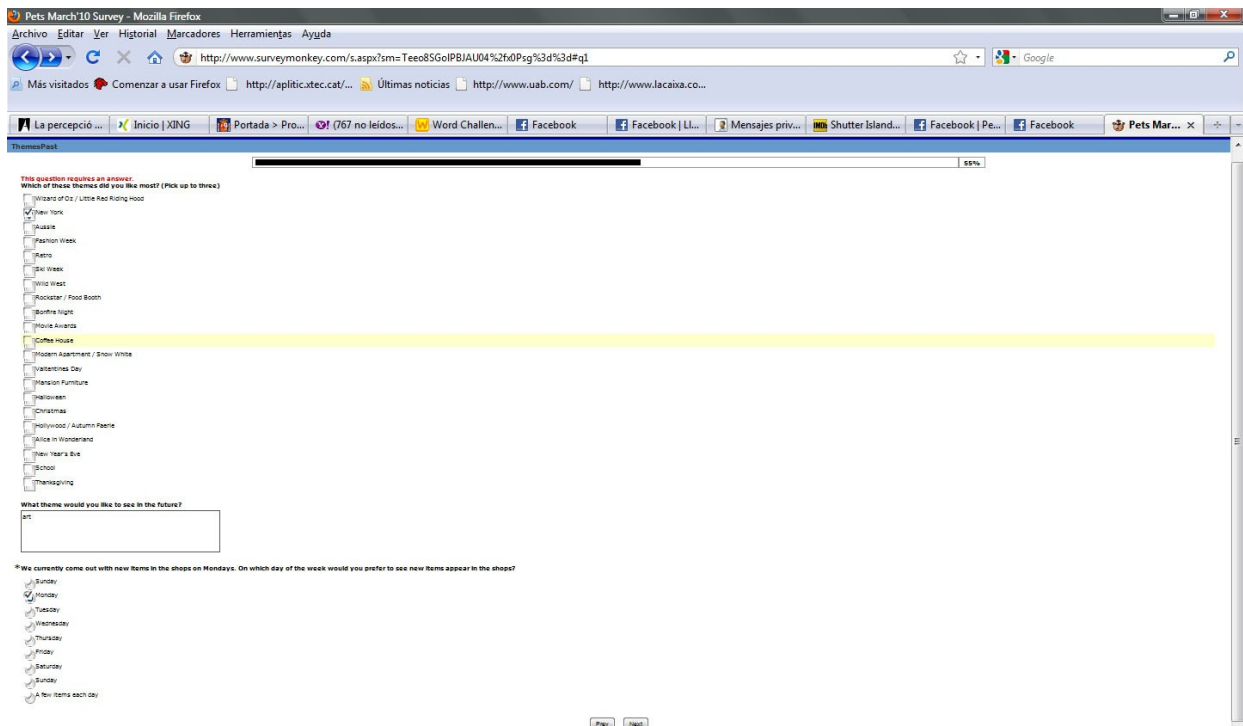 Pets March'10 Survey - Mozilla Firefox
Archivo Editar Ver Historial Marcadores Herramientas Ayuda
http://www.surveymonkey.com/s.aspx?sm=Teeo8SGoIPBJAU04%2fx0Psg%3d%3d#q1
Google
Más visitados Comenzar a usar Firefox http://aplitic.xtec.cat/... Últimas noticias http://www.uab.com/ http://www.lacaixa.co...
La percepció ... Inicio | XING Portada > Pro... (767 no leídos... Word Challen... Facebook Facebook | Ll... Mensajes priv... Shutter Island... Facebook | Pe... Facebook Pets Mar...
ThemesPast
55%
This question requires an answer.
Which of these themes did you like most? (Pick up to three)
Wizard of Oz / Little Red Riding Hood
New York
Aussie
Fashion Week
Retro
Ski Week
Wild West
Rockstar / Food Booth
Bonfire Night
Movie Awards
Coffee House
Modern Apartment / Snow White
Valtentines Day
Mansion Furniture
Halloween
Christmas
Hollywood / Autumn Faerie
Alice in Wonderland
New Year's Eve
School
Thanksgiving
What theme would you like to see in the future?
art
*We currently come out with new items in the shops on Mondays. On which day of the week would you prefer to see new items appear in the shops?
Sunday
Monday
Tuesday
Wednesday
Thursday
Friday
Saturday
Sunday
A few items each day
Prev Next